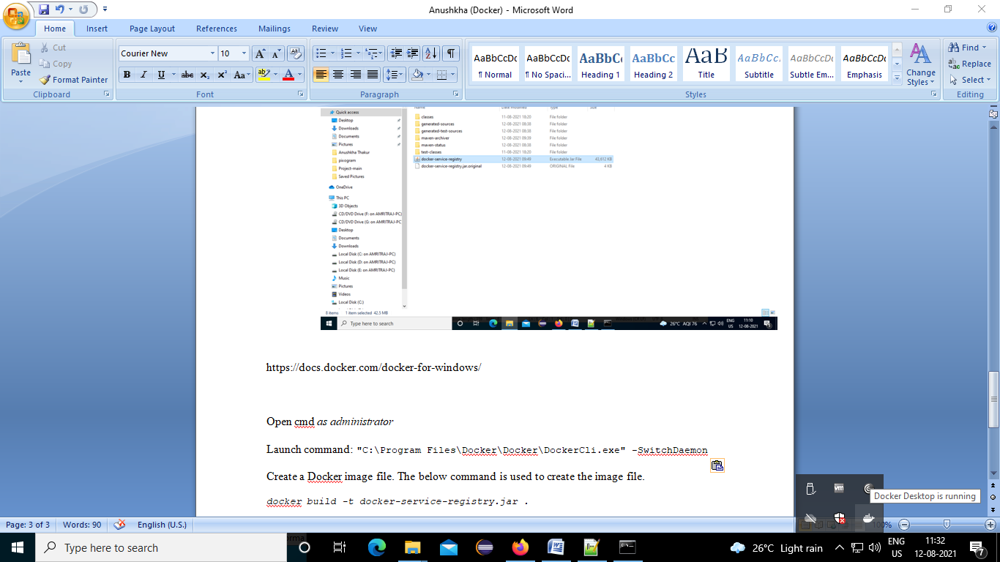 Anushkha (Docker) - Microsoft Word
Home Insert Page Layout References Mailings Review View
Paste
Cut
Copy
Format Painter
Clipboard
Courier New 10
B I U abc x₂ x² Aa
Font
Paragraph
AaBbCcDc AaBbCcDc AaBbC AaBbCc AaB AaBbCc. AaBbCcDc AaBbCcDc
¶ Normal ¶ No Spaci... Heading 1 Heading 2 Title Subtitle Subtle Em... Emphasis
Styles
Change Styles
Find
Replace
Select
Editing
Name Date modified Type Size
Quick access
Desktop
Downloads
Documents
Pictures
Anushkha Thakur
pixogram
Project-main
Saved Pictures
OneDrive
This PC
3D Objects
CD/DVD Drive (F: on AMRITRAJ-PC)
CD/DVD Drive (G: on AMRITRAJ-PC
Desktop
Documents
Downloads
Local Disk (C: on AMRITRAJ-PC)
Local Disk (D: on AMRITRAJ-PC)
Local Disk (E: on AMRITRAJ-PC)
Music
Pictures
Videos
Local Disk (C:)
classes 11-08-2021 18:20 File folder
generated-sources 12-08-2021 08:38 File folder
generated-test-sources 12-08-2021 08:38 File folder
maven-archiver 12-08-2021 09:39 File folder
maven-status 12-08-2021 08:38 File folder
test-classes 11-08-2021 18:20 File folder
docker-service-registry 12-08-2021 09:49 Executable Jar File 43,612 KB
docker-service-registry.jar.original 12-08-2021 09:49 ORIGINAL File 4 KB
8 items 1 item selected 42.5 MB
Type here to search 26°C AQI 76 ENG US 11:10 12-08-2021
https://docs.docker.com/docker-for-windows/
Open cmd as administrator
Launch command: "C:\Program Files\Docker\Docker\DockerCli.exe" -SwitchDaemon
Create a Docker image file. The below command is used to create the image file.
docker build -t docker-service-registry.jar .
vm
Docker Desktop is running
Page: 3 of 3 Words: 90 English (U.S.) 100%
Type here to search
26°C Light rain
ENG
US
11:32
12-08-2021
7